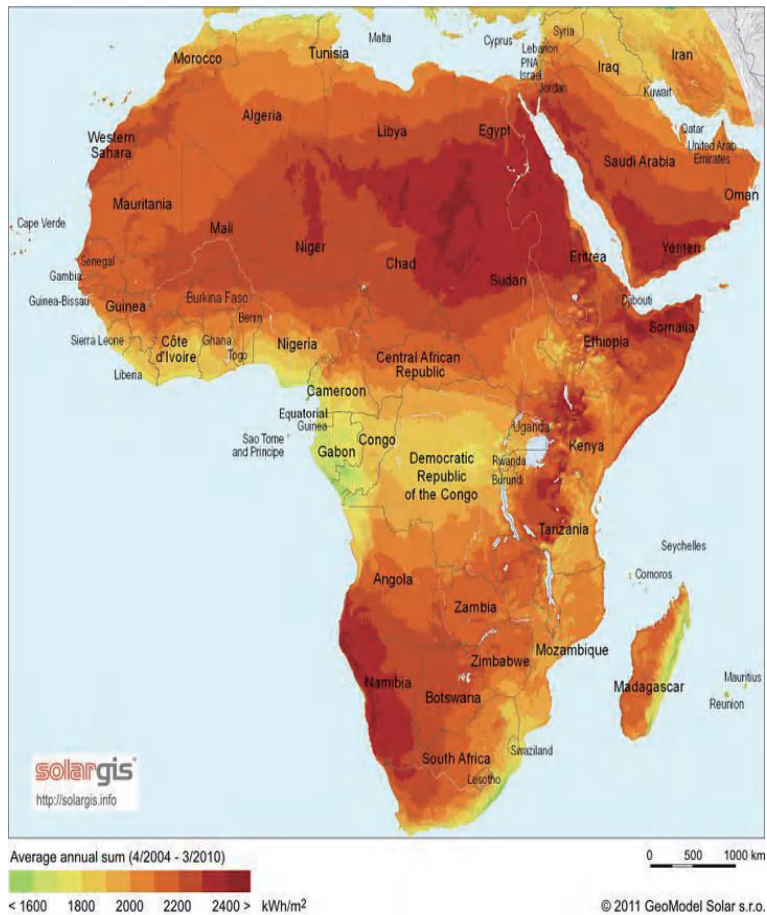 Malta
Cyprus
Syria
Lebanon
PNA
Israel
Jordan
Iraq
Iran
Kuwait
Morocco
Tunisia
Algeria
Libya
Egypt
Qatar
United Arab
Emirates
Saudi Arabia
Oman
Western
Sahara
Mauritania
Cape Verde
Mali
Niger
Chad
Sudan
Eritrea
Yemen
Senegal
Gambia
Guinea-Bissau
Guinea
Burkina Faso
Benin
Djibouti
Somalia
Sierra Leone
Côte
d'Ivoire
Ghana
Togo
Nigeria
Ethiopia
Liberia
Central African
Republic
Cameroon
Equatorial
Guinea
Sao Tome
and Principe
Gabon
Congo
Democratic
Republic
of the Congo
Uganda
Kenya
Rwanda
Burundi
Tanzania
Seychelles
Comoros
Angola
Zambia
Mozambique
Zimbabwe
Namibia
Botswana
Madagascar
Mauritius
Reunion
South Africa
Swaziland
Lesotho
solargis
http://solargis.info
Average annual sum (4/2004 - 3/2010)
0 500 1000 km
< 1600 1800 2000 2200 2400 > kWh/m²
© 2011 GeoModel Solar s.r.o.